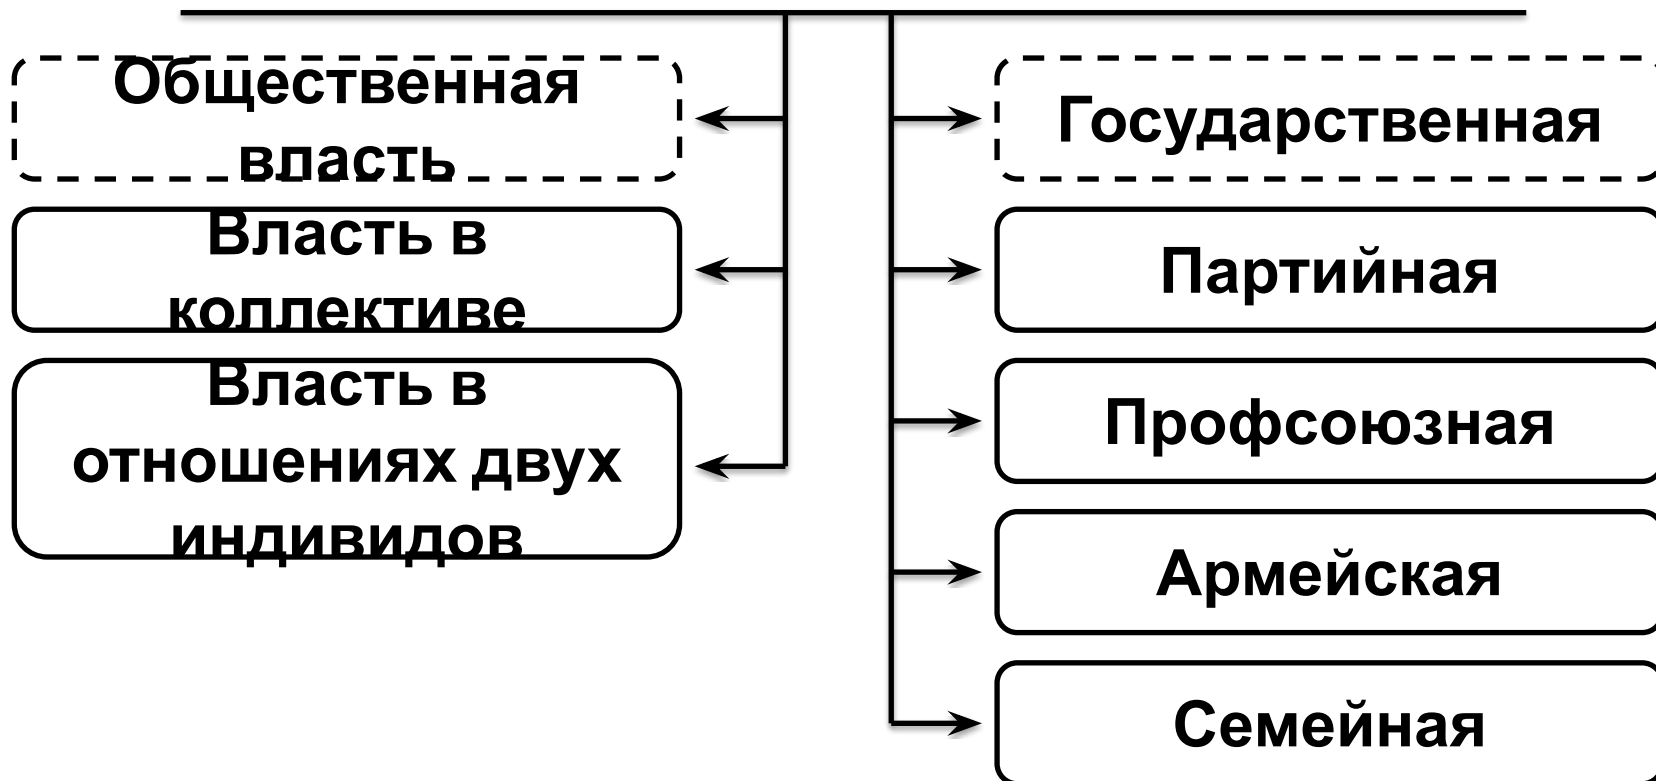 Общественная
власть
Власть в
коллективе
Власть в
отношениях двух
индивидов
Государственная
Партийная
Профсоюзная
Армейская
Семейная